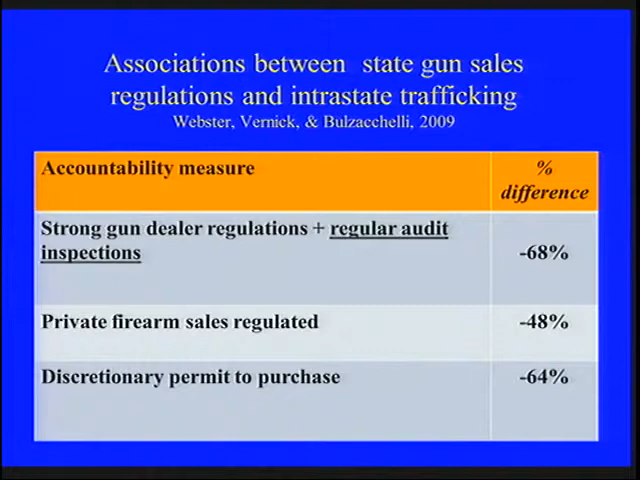 Associations between state gun sales
regulations and intrastate trafficking
Webster, Vernick, & Bulzacchelli, 2009
Accountability measure
%
difference
Strong gun dealer regulations + regular audit
inspections
-68%
Private firearm sales regulated
-48%
Discretionary permit to purchase
-64%